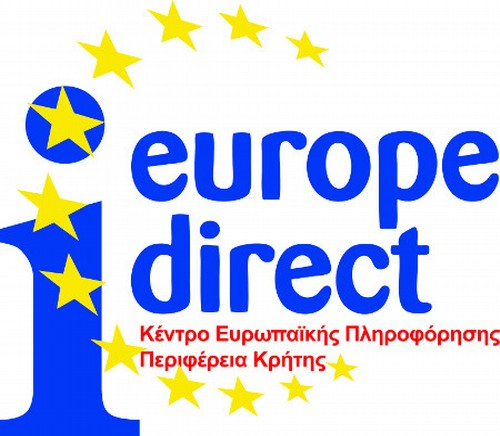 i
europe
direct
Κέντρο Ευρωπαϊκής Πληροφόρησης
Περιφέρεια Κρήτης